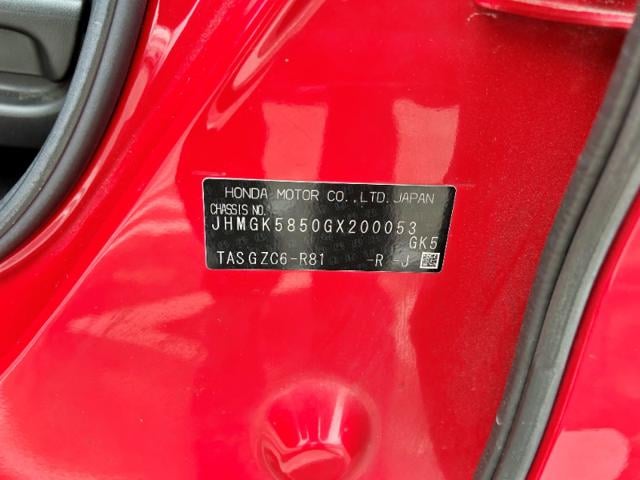 HONDA MOTOR CO.,LTD.JAPAN
CHASSIS NO.
JHMGK5850GX200053
GK5
TASGZC6-R81 -R -J